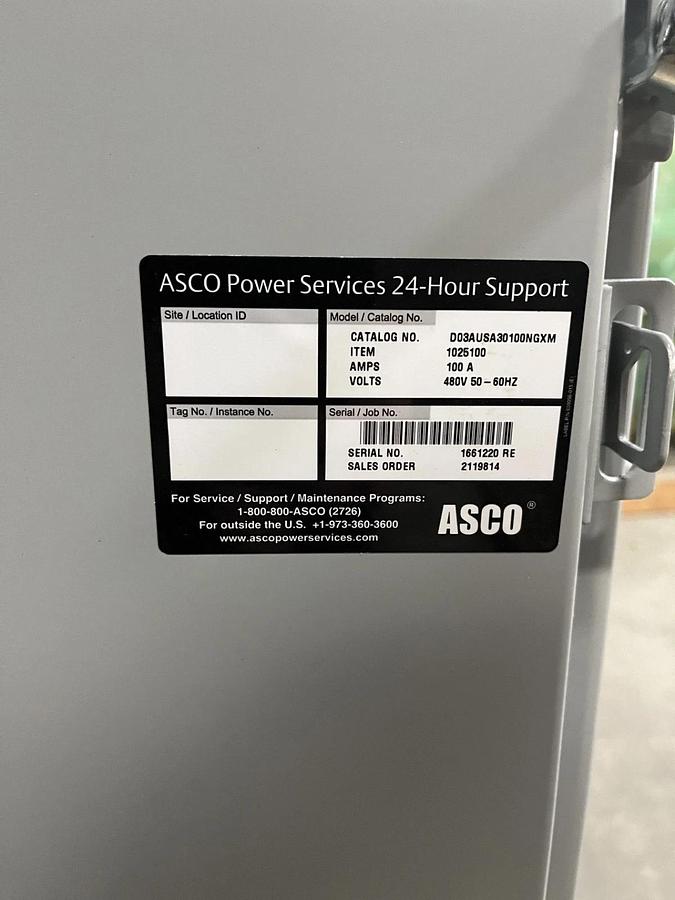 ASCO Power Services 24-Hour Support
Site / Location ID
Model / Catalog No.
CATALOG NO. D03AUSA30100NGXM
ITEM 1025100
AMPS 100 A
VOLTS 480V 50-60HZ
Tag No. / Instance No.
Serial / Job No.
SERIAL NO. 1661220 RE
SALES ORDER 2119814
For Service / Support / Maintenance Programs:
1-800-800-ASCO (2726)
For outside the U.S. +1-973-360-3600
www.ascopowerservices.com
ASCO®